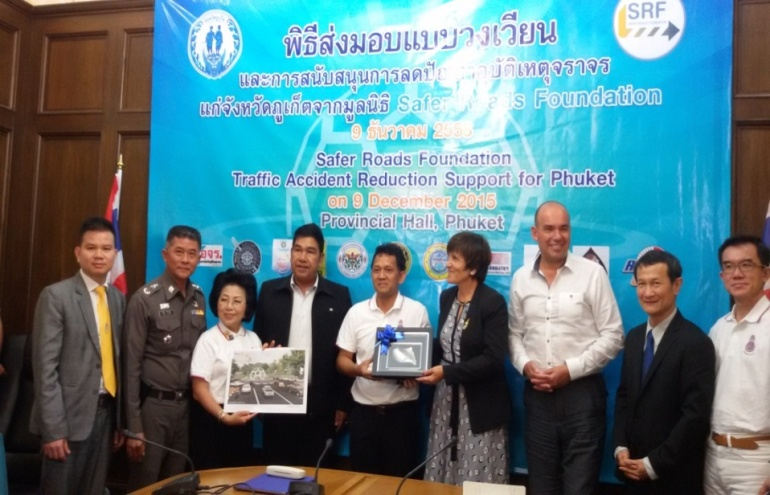 พิธีส่งมอบแบบวงเวียน
SRF
และการสนับสนุนการลดปัญหาอุบัติเหตุจราจร
แก่จังหวัดภูเก็ตจากมูลนิธิ Safer Roads Foundation
9 ธันวาคม 2558
Safer Roads Foundation
Traffic Accident Reduction Support for Phuket
on 9 December 2015
Provincial Hall, Phuket